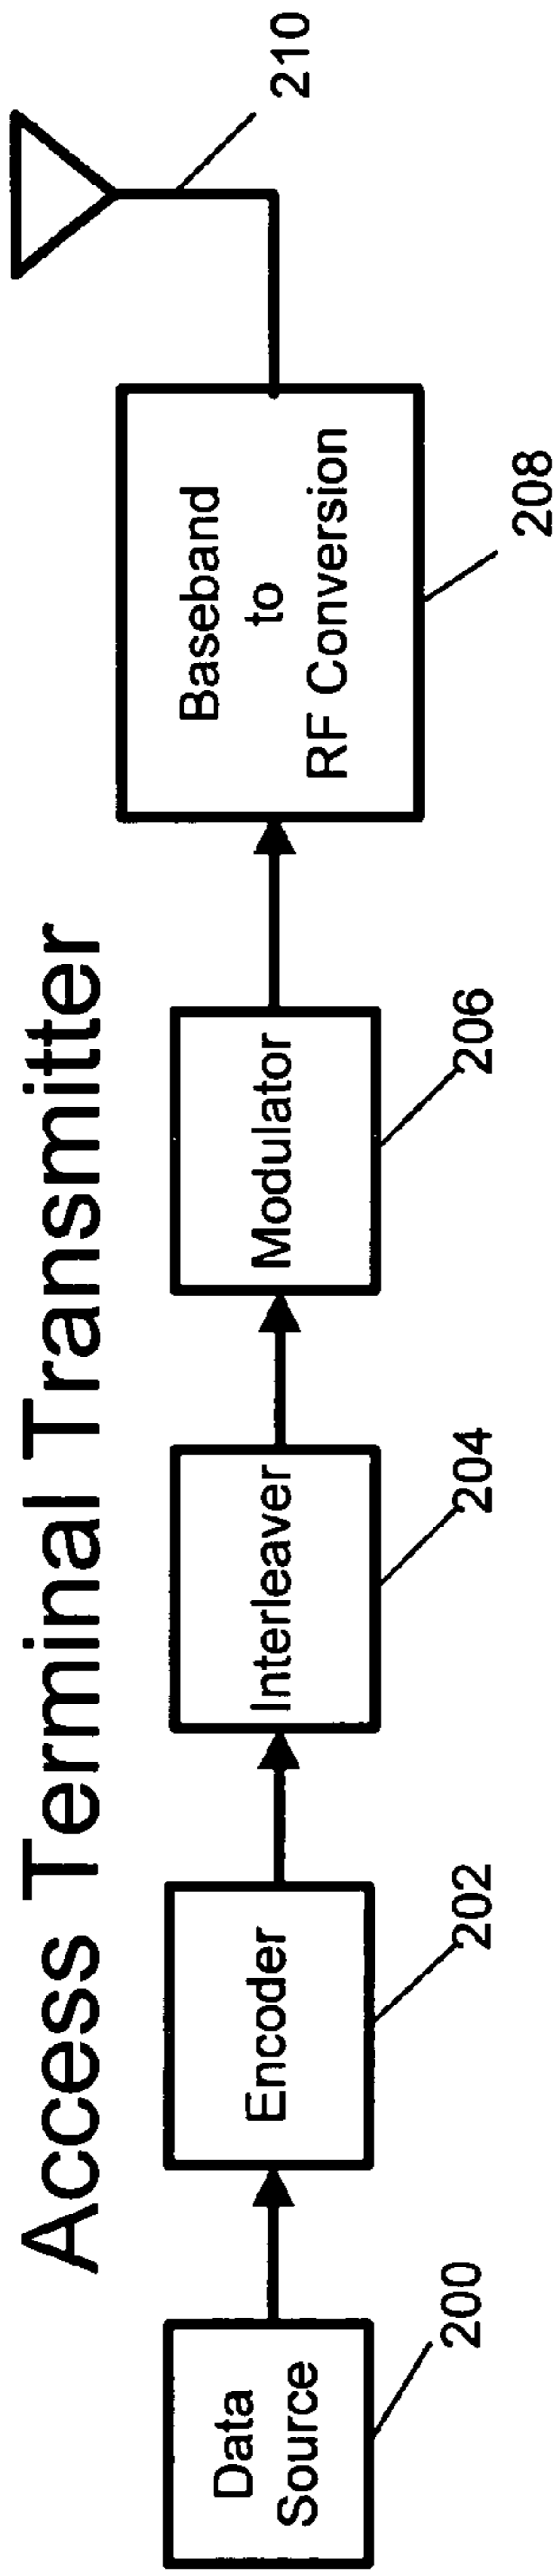 Access Terminal Transmitter
Data
Source
Encoder
Interleaver
Modulator
Baseband
to
RF Conversion
200
202
204
206
208
210